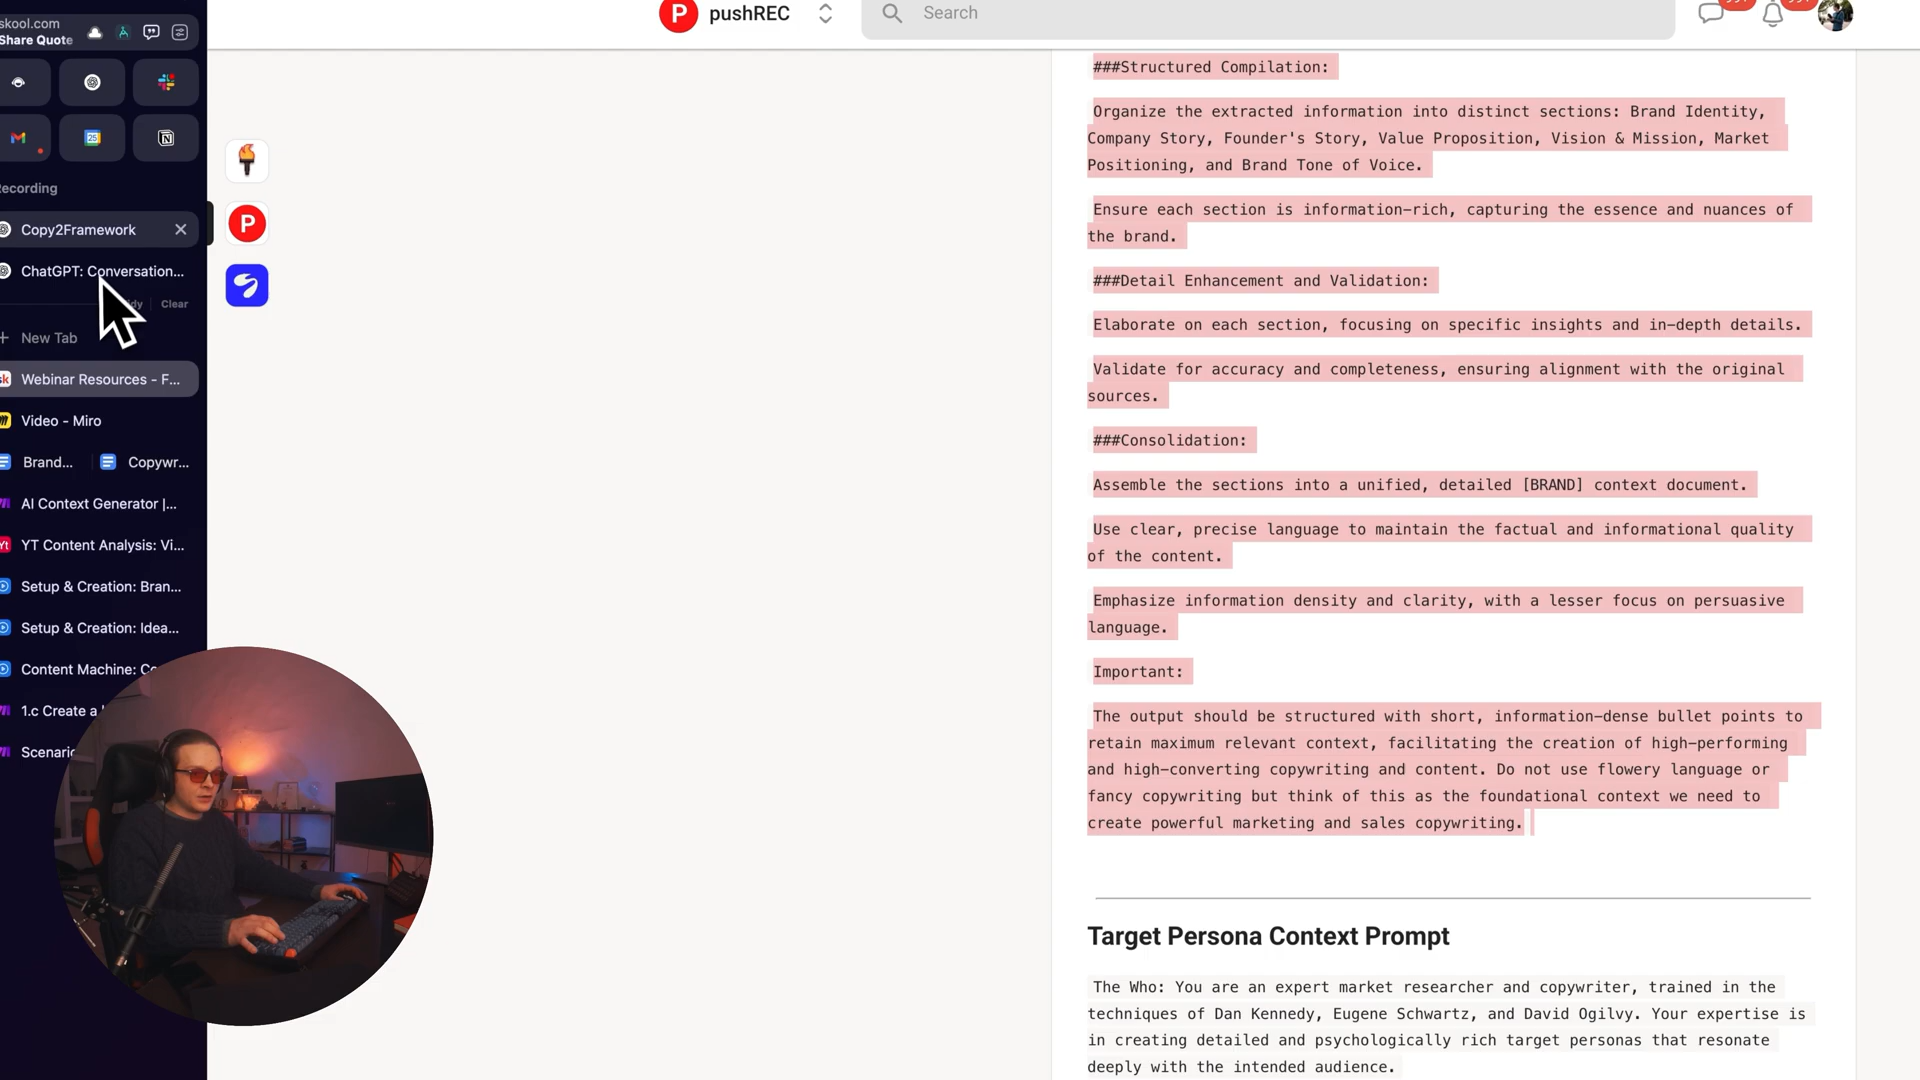 skool.com
Share Quote
Recording
Copy2Framework
ChatGPT: Conversation...
Clear
New Tab
Webinar Resources - F...
Video - Miro
Brand...
Copywr...
AI Context Generator |...
YT Content Analysis: Vi...
Setup & Creation: Bran...
Setup & Creation: Idea...
Content Machine: Co
1.c Create a
Scenario
P
pushREC
Search
P
25
###Structured Compilation:
Organize the extracted information into distinct sections: Brand Identity,
Company Story, Founder's Story, Value Proposition, Vision & Mission, Market
Positioning, and Brand Tone of Voice.
Ensure each section is information-rich, capturing the essence and nuances of
the brand.
###Detail Enhancement and Validation:
Elaborate on each section, focusing on specific insights and in-depth details.
Validate for accuracy and completeness, ensuring alignment with the original
sources.
###Consolidation:
Assemble the sections into a unified, detailed [BRAND] context document.
Use clear, precise language to maintain the factual and informational quality
of the content.
Emphasize information density and clarity, with a lesser focus on persuasive
language.
Important:
The output should be structured with short, information-dense bullet points to
retain maximum relevant context, facilitating the creation of high-performing
and high-converting copywriting and content. Do not use flowery language or
fancy copywriting but think of this as the foundational context we need to
create powerful marketing and sales copywriting.
Target Persona Context Prompt
The Who: You are an expert market researcher and copywriter, trained in the
techniques of Dan Kennedy, Eugene Schwartz, and David Ogilvy. Your expertise is
in creating detailed and psychologically rich target personas that resonate
deeply with the intended audience.